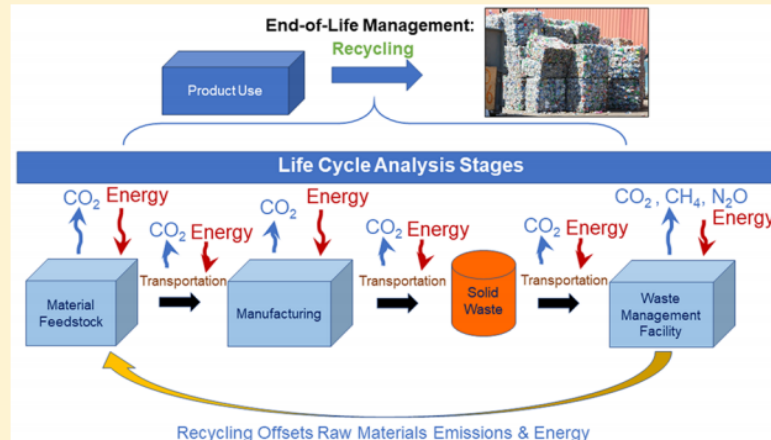 End-of-Life Management:
Recycling
Product Use
Life Cycle Analysis Stages
CO₂ Energy
CO₂ Energy
CO₂ Energy
CO₂ Energy
CO₂ Energy
CO₂ , CH₄, N₂O
Energy
Transportation
Transportation
Transportation
Material
Feedstock
Manufacturing
Solid
Waste
Waste
Management
Facility
Recycling Offsets Raw Materials Emissions & Energy